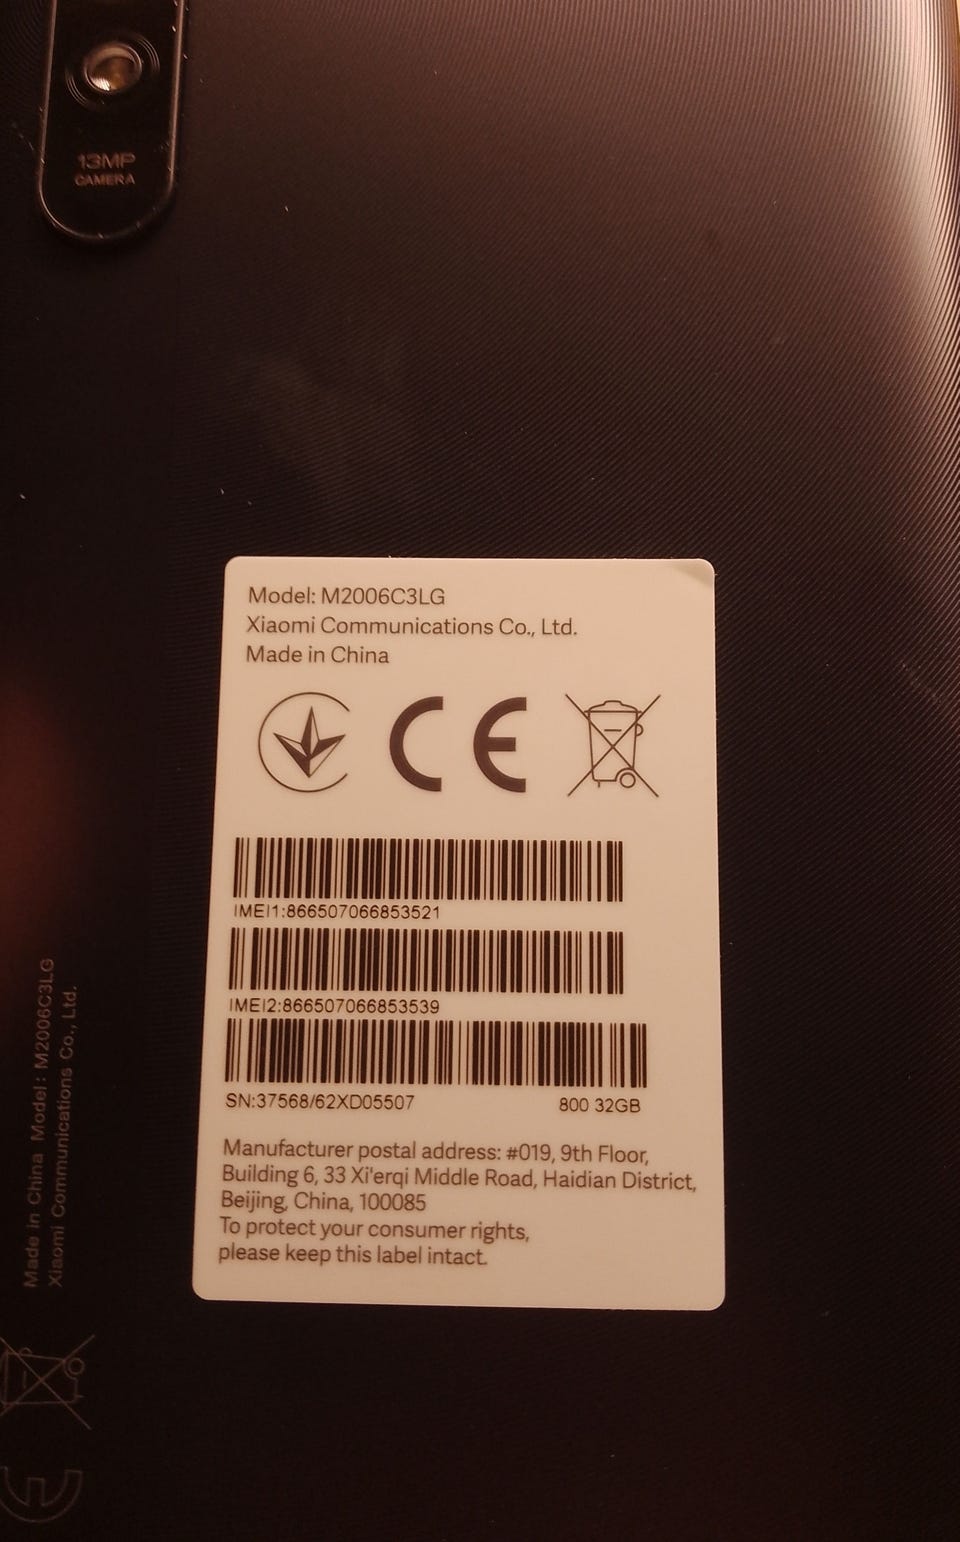 13MP
CAMERA
Model: M2006C3LG
Xiaomi Communications Co., Ltd.
Made in China
CE
IMEI1:866507066853521
IMEI2:866507066853539
SN:37568/62XD05507 800 32GB
Manufacturer postal address: #019, 9th Floor,
Building 6, 33 Xi'erqi Middle Road, Haidian District,
Beijing, China, 100085
To protect your consumer rights,
please keep this label intact.
Made in China Model: M2006C3LG
Xiaomi Communications Co., Ltd.
CE